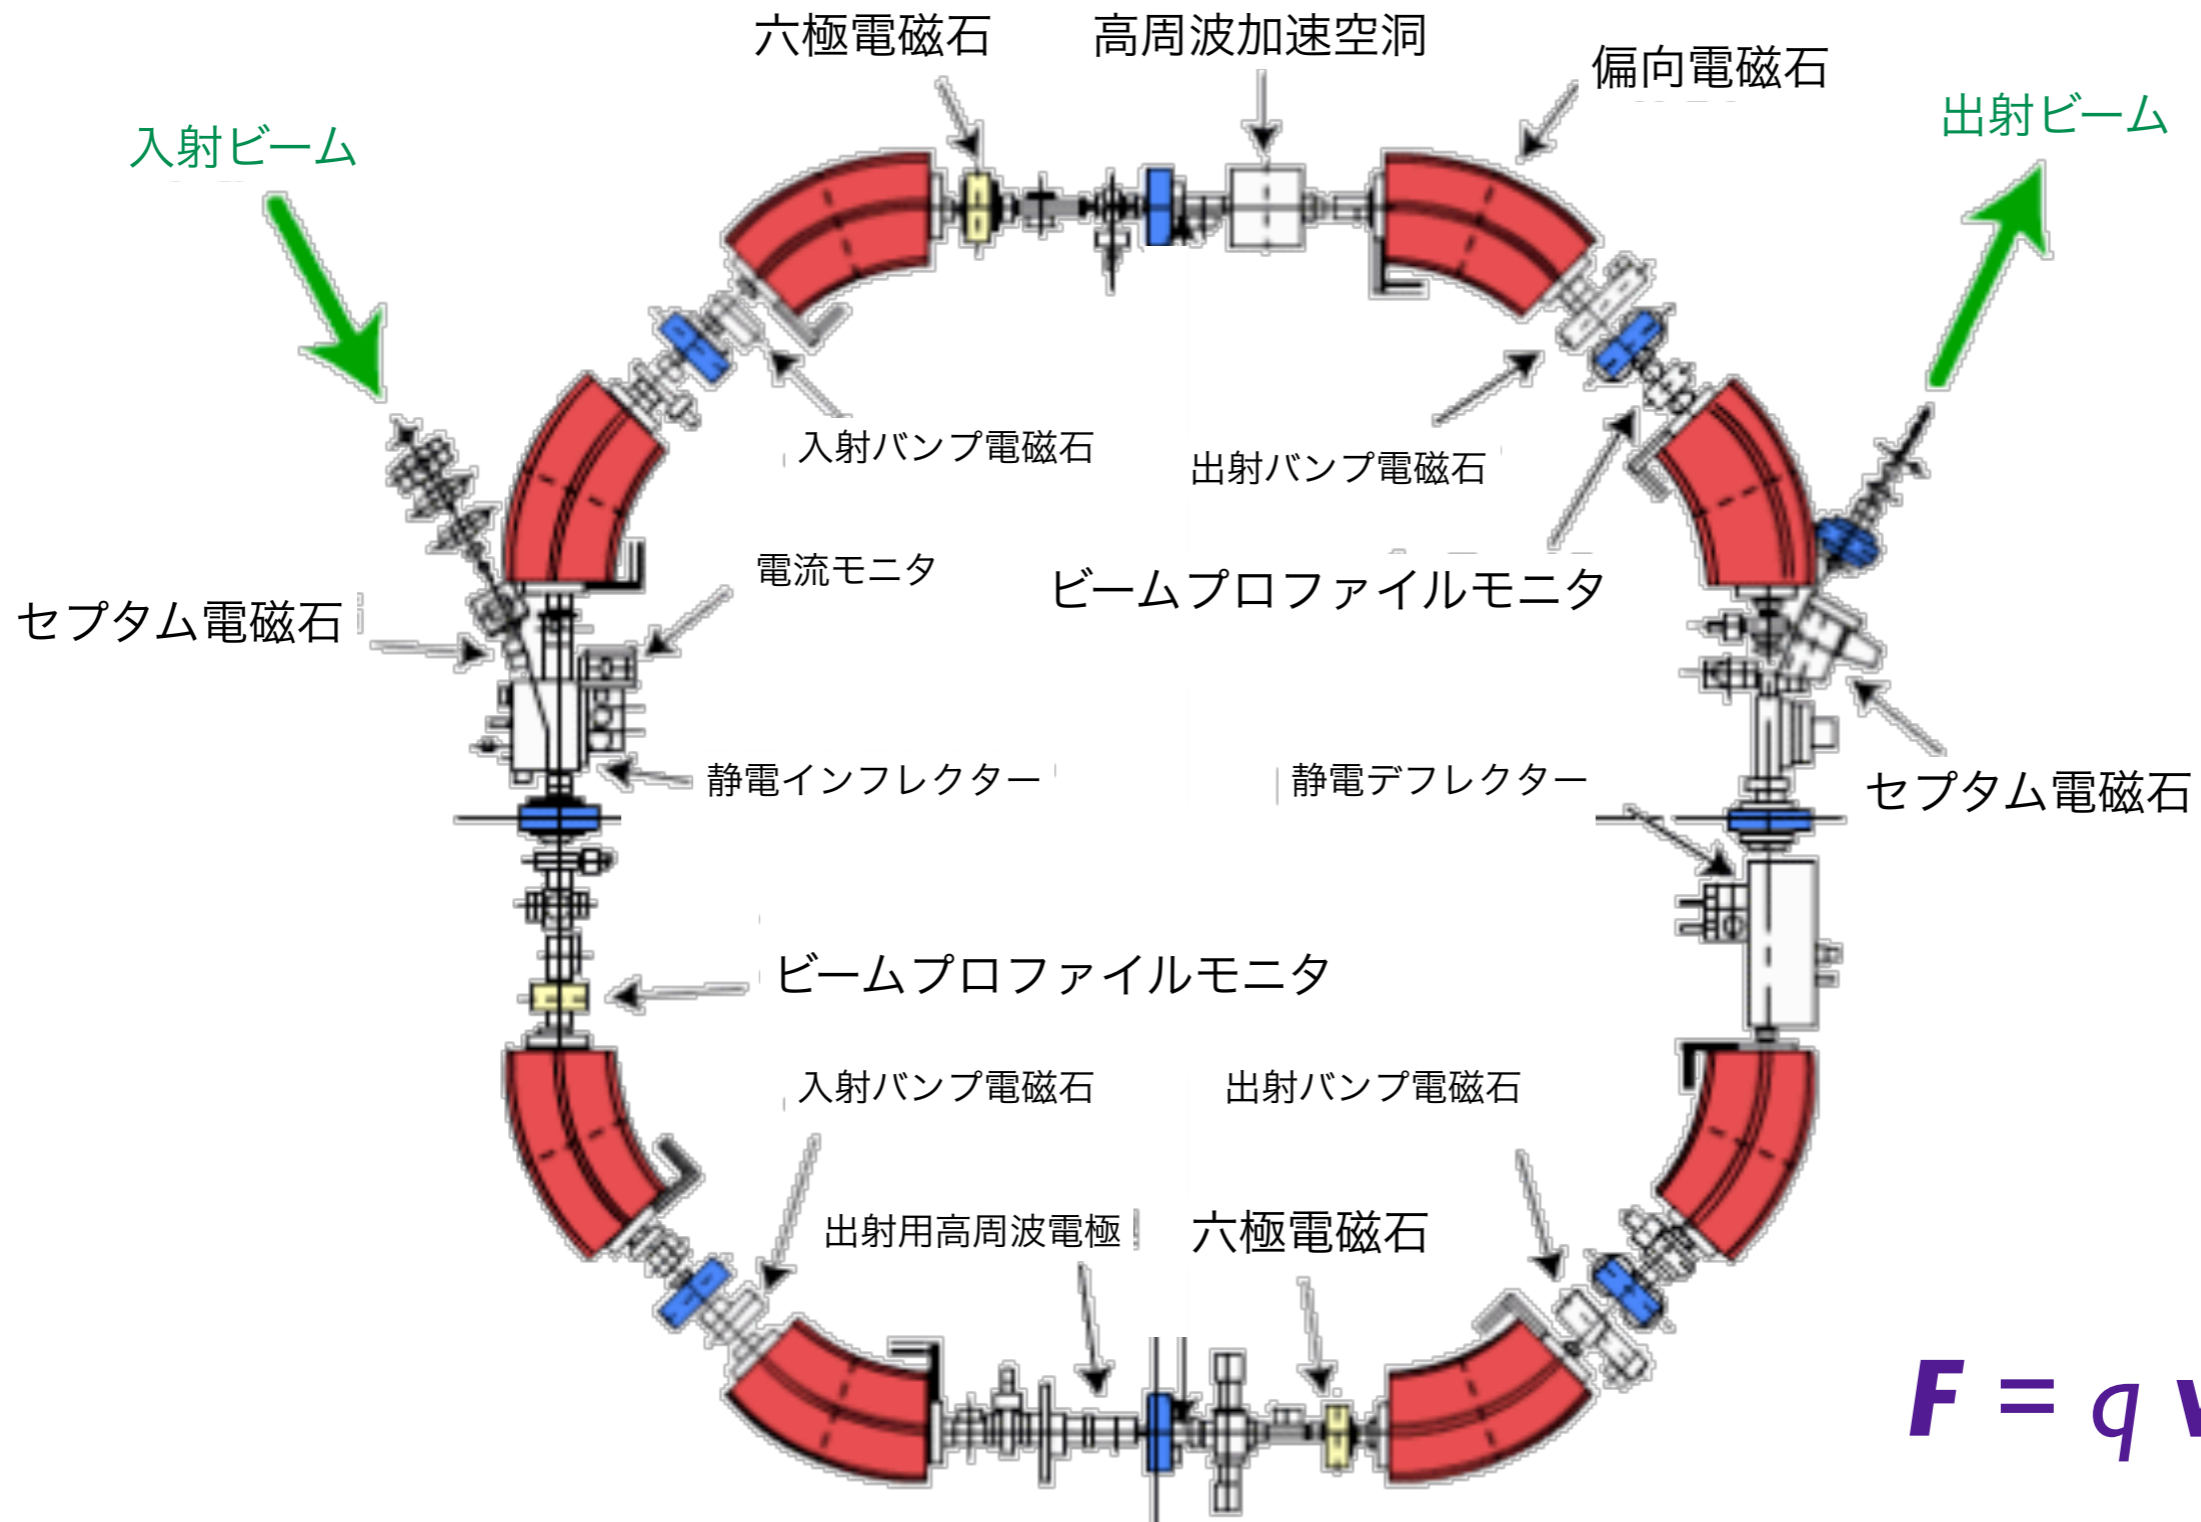 六極電磁石
高周波加速空洞
偏向電磁石
入射ビーム
出射ビーム
入射バンプ電磁石
出射バンプ電磁石
電流モニタ
ビームプロファイルモニタ
セプタム電磁石
静電インフレクター
静電デフレクター
セプタム電磁石
ビームプロファイルモニタ
入射バンプ電磁石
出射バンプ電磁石
出射用高周波電極
六極電磁石
F = q v